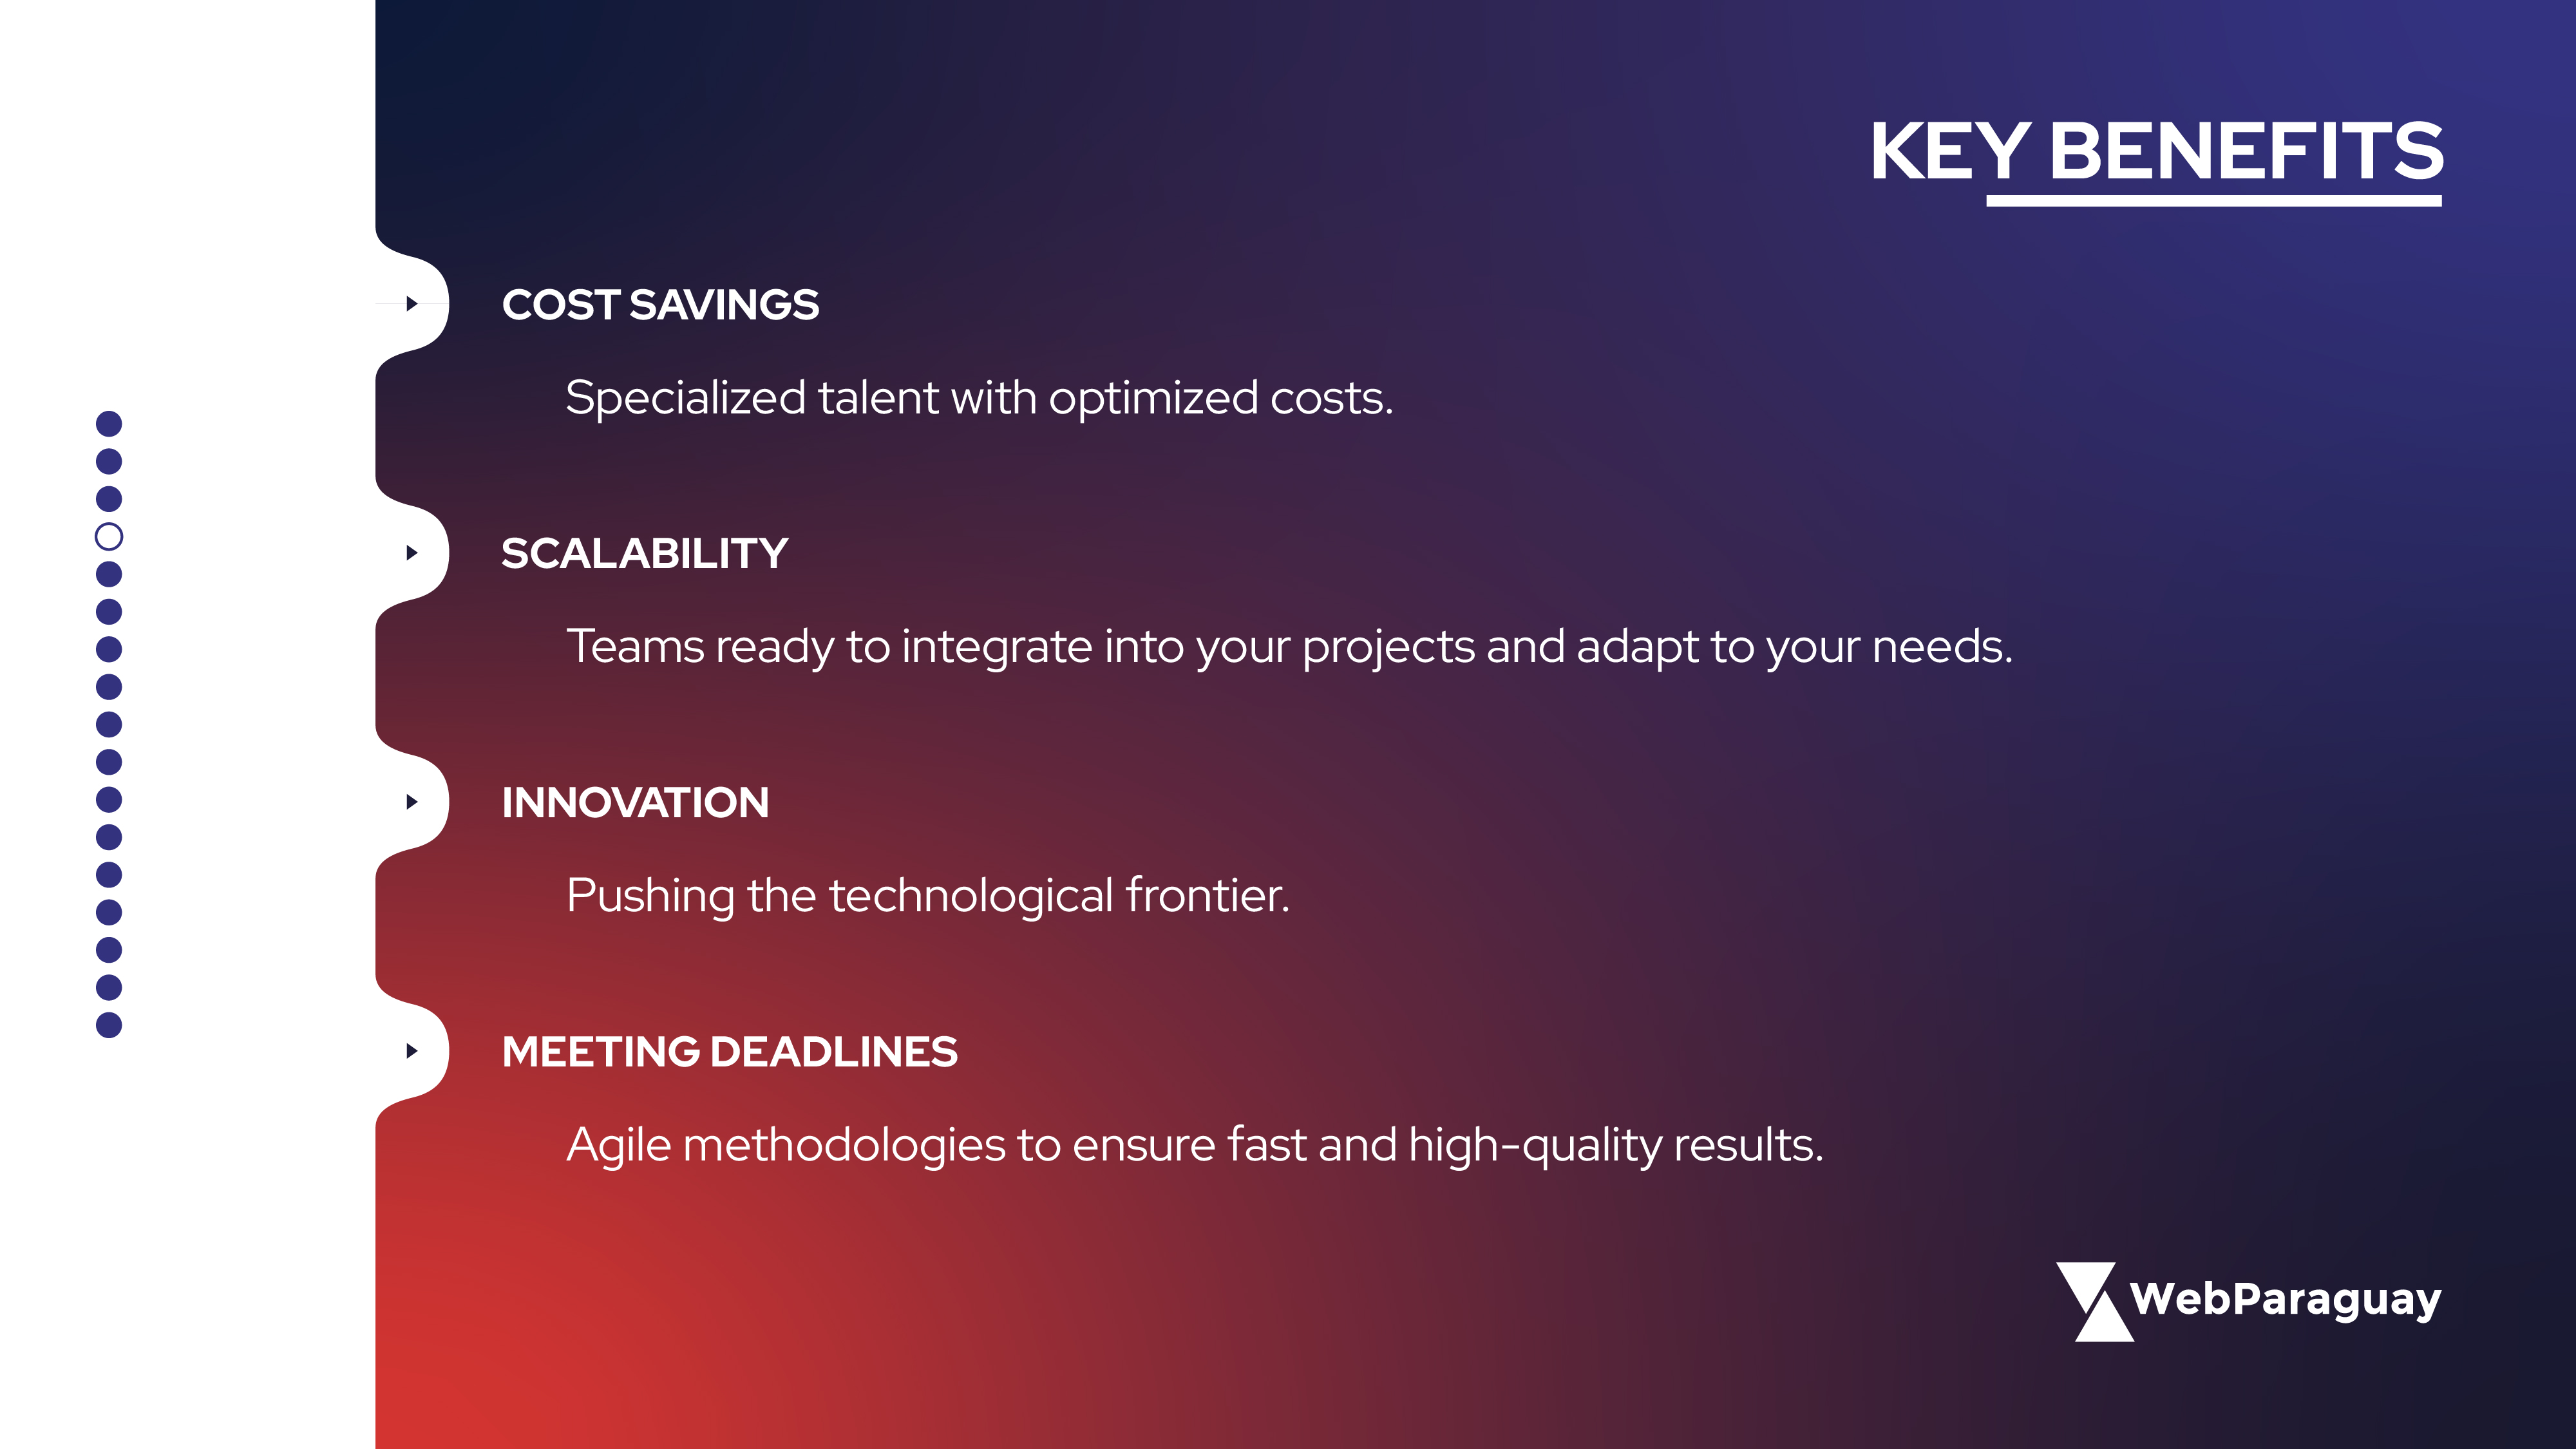 KEY BENEFITS
COST SAVINGS
Specialized talent with optimized costs.
SCALABILITY
Teams ready to integrate into your projects and adapt to your needs.
INNOVATION
Pushing the technological frontier.
MEETING DEADLINES
Agile methodologies to ensure fast and high-quality results.
WebParaguay